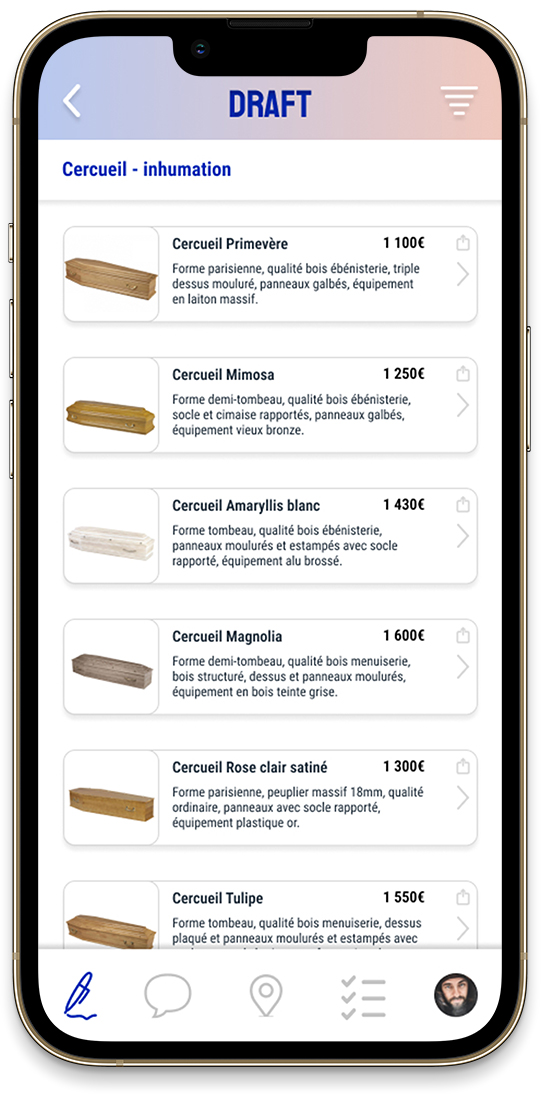 DRAFT
Cercueil - inhumation
Cercueil Primevère 1 100€
Forme parisienne, qualité bois ébénisterie, triple
dessus mouluré, panneaux galbés, équipement
en laiton massif.
Cercueil Mimosa 1 250€
Forme demi-tombeau, qualité bois ébénisterie,
socle et cimaise rapportés, panneaux galbés,
équipement vieux bronze.
Cercueil Amaryllis blanc 1 430€
Forme tombeau, qualité bois ébénisterie,
panneaux moulurés et estampés avec socle
rapporté, équipement alu brossé.
Cercueil Magnolia 1 600€
Forme demi-tombeau, qualité bois menuiserie,
bois structuré, dessus et panneaux moulurés,
équipement en bois teinte grise.
Cercueil Rose clair satiné 1 300€
Forme parisienne, peuplier massif 18mm, qualité
ordinaire, panneaux avec socle rapporté,
équipement plastique or.
Cercueil Tulipe 1 550€
Forme tombeau, qualité bois menuiserie, dessus
plaqué et panneaux moulurés et estampés avec